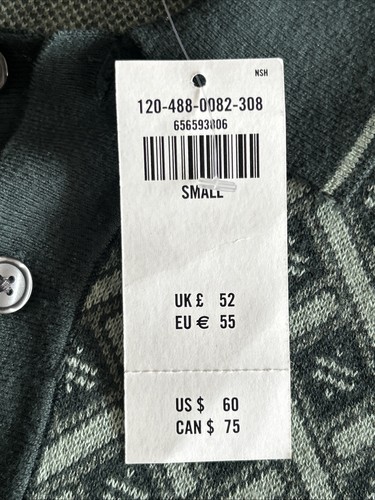 NSH
120-488-0082-308
656593806
SMALL
UK £ 52
EU € 55
US $ 60
CAN $ 75